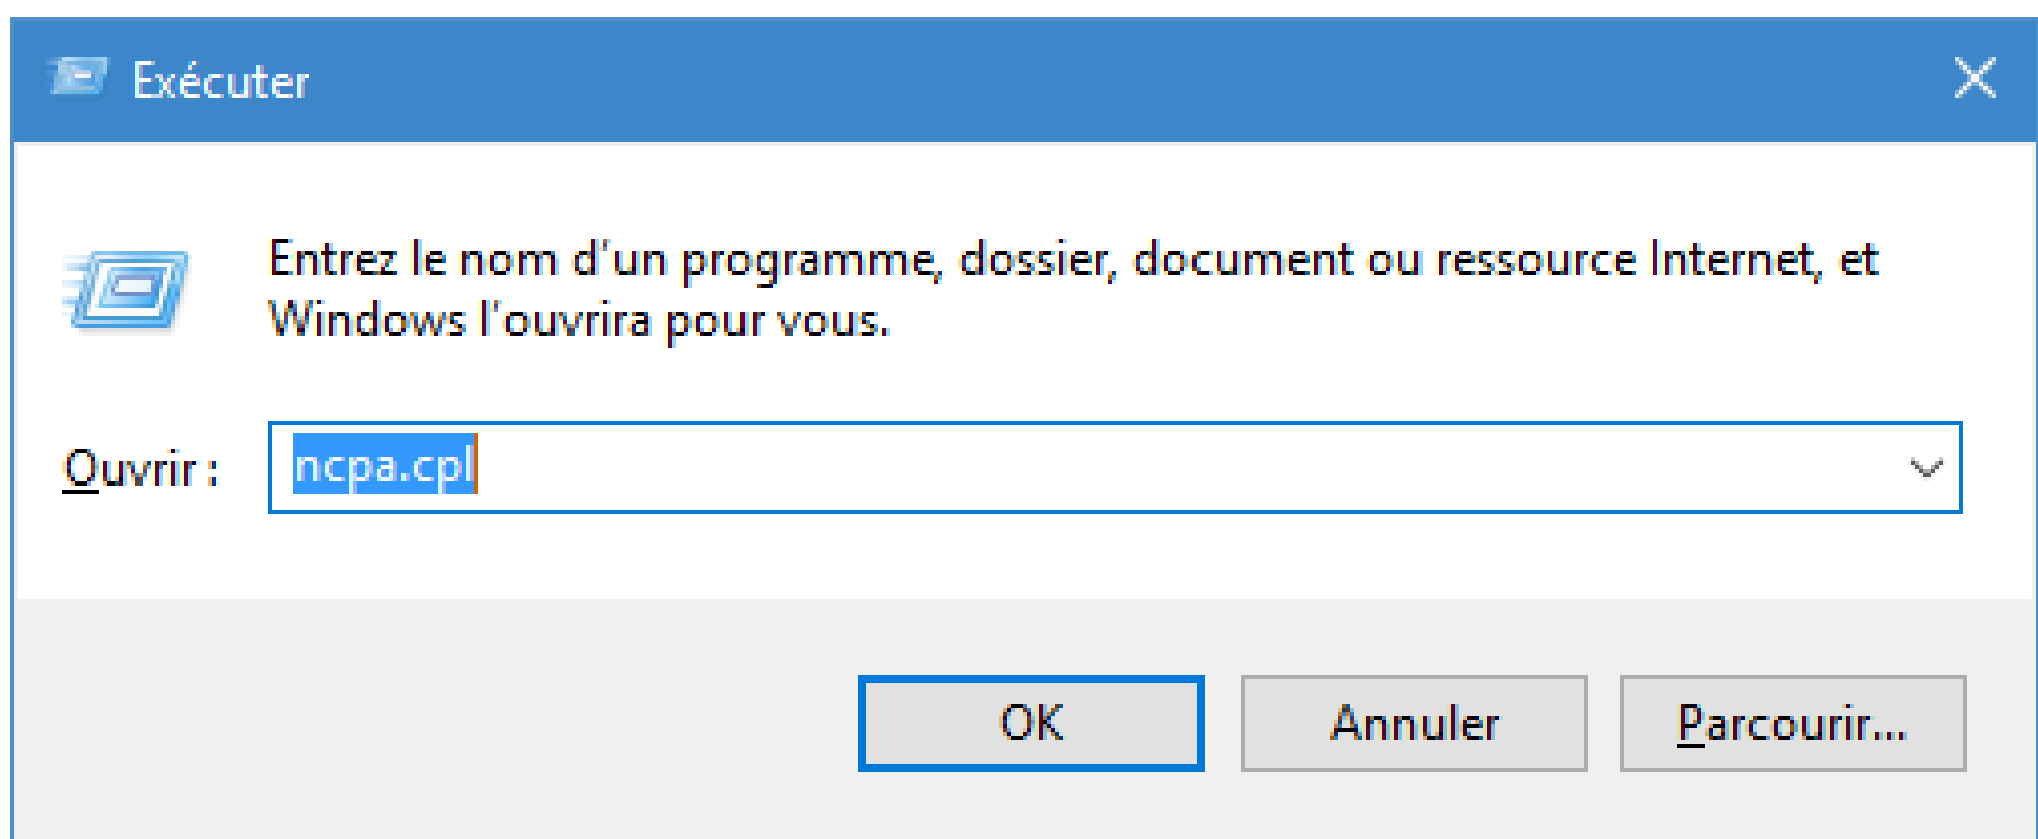 Exécuter
Entrez le nom d'un programme, dossier, document ou ressource Internet, et
Windows l'ouvrira pour vous.
Ouvrir : ncpa.cpl
OK Annuler Parcourir...